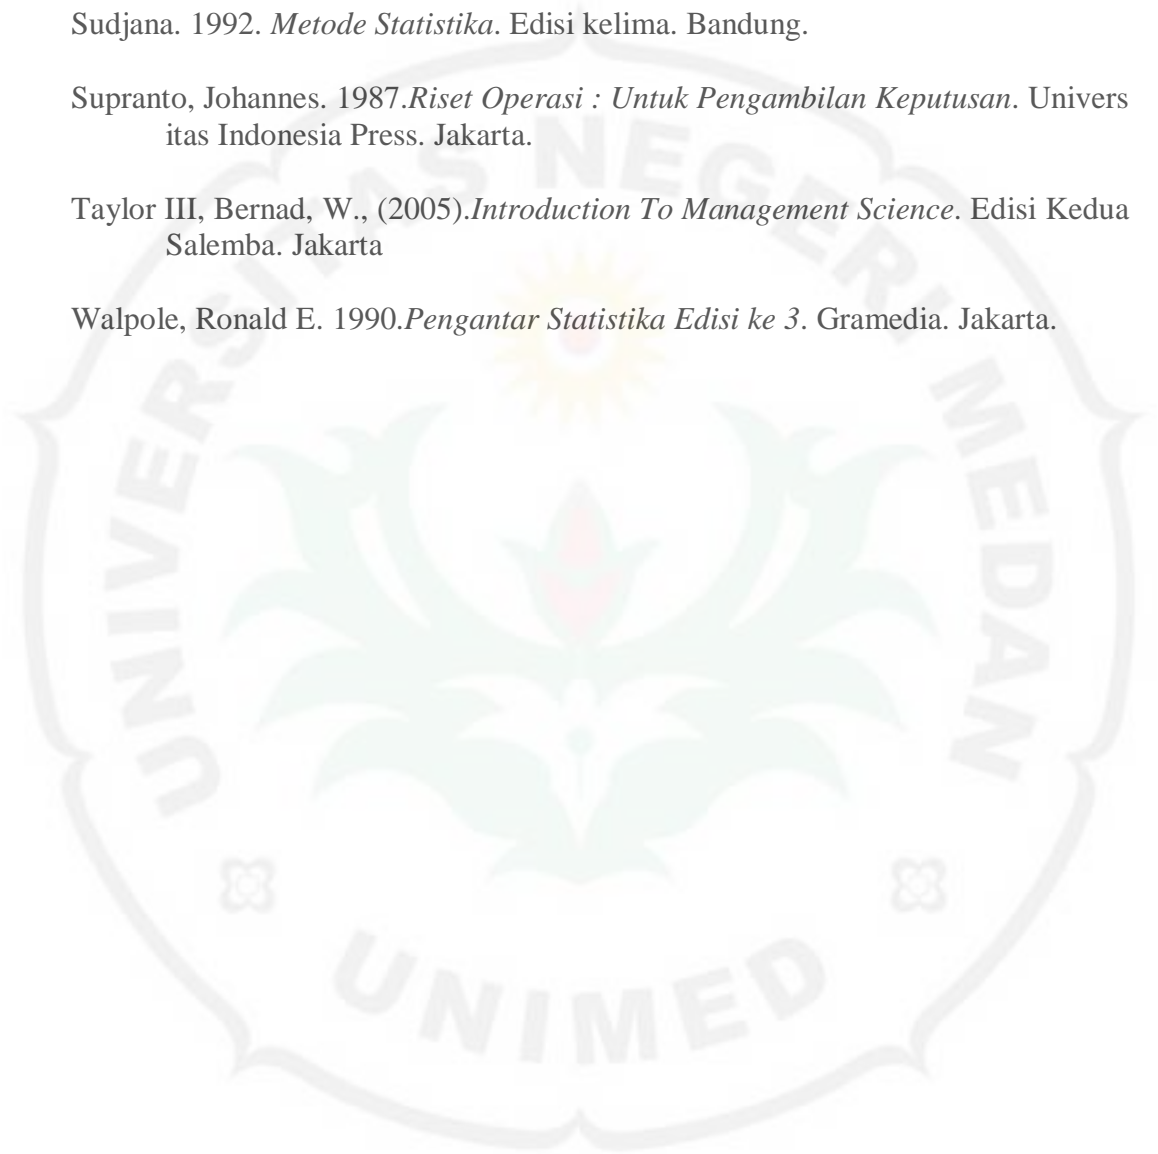 Sudjana. 1992. Metode Statistika. Edisi kelima. Bandung.
Supranto, Johannes. 1987.Riset Operasi : Untuk Pengambilan Keputusan. Univers
itas Indonesia Press. Jakarta.
Taylor III, Bernad, W., (2005).Introduction To Management Science. Edisi Kedua
Salemba. Jakarta
Walpole, Ronald E. 1990.Pengantar Statistika Edisi ke 3. Gramedia. Jakarta.
UNIVERSITAS NEGERI MEDAN
UNIMED